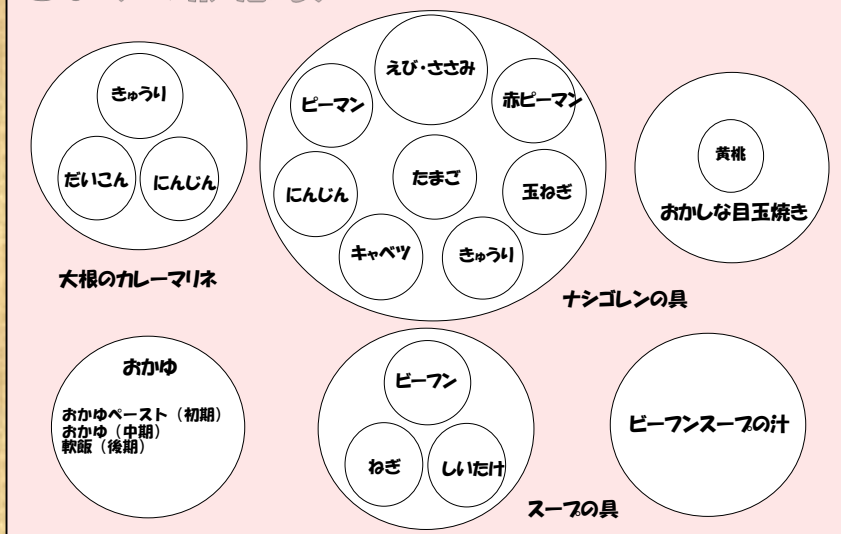 きゅうり
だいこん
にんじん
大根のカレーマリネ
えび・ささみ
ピーマン
赤ピーマン
にんじん
たまご
玉ねぎ
キャベツ
きゅうり
ナシゴレンの具
黄桃
おかしな目玉焼き
おかゆ
おかゆペースト（初期）
おかゆ（中期）
軟飯（後期）
ビーフン
ねぎ
しいたけ
スープの具
ビーフンスープの汁